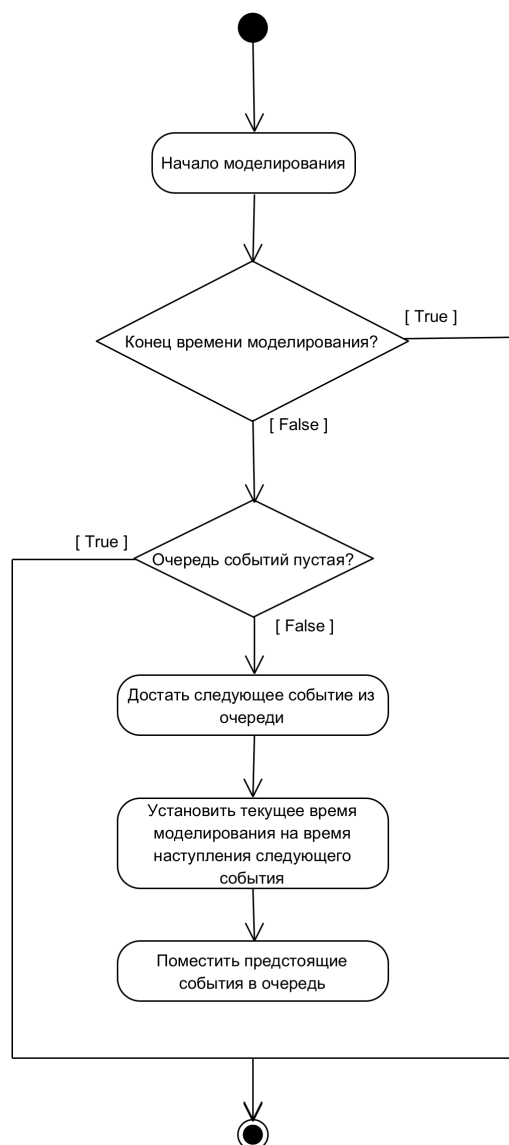 Начало моделирования
[ True ]
Конец времени моделирования?
[ False ]
[ True ]
Очередь событий пустая?
[ False ]
Достать следующее событие из
очереди
Установить текущее время
моделирования на время
наступления следующего
события
Поместить предстоящие
события в очередь